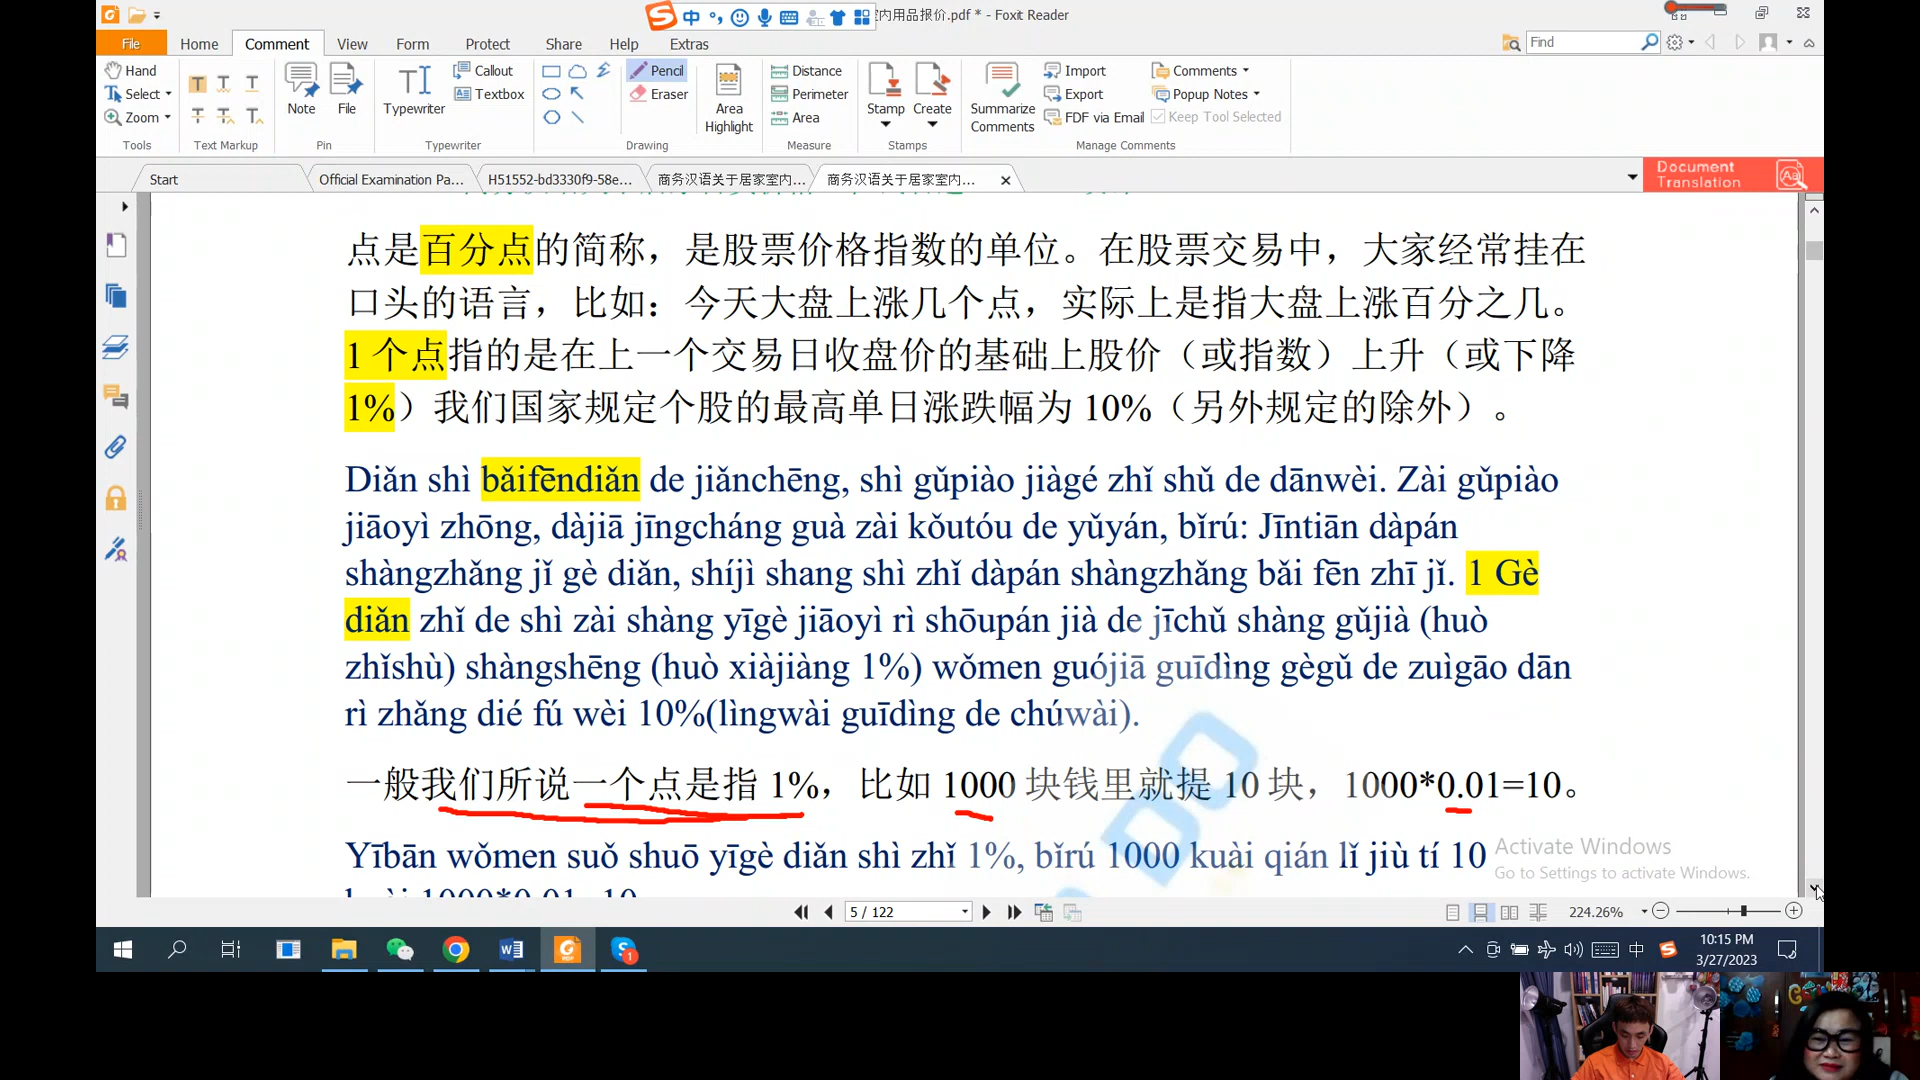 中
室内用品报价.pdf * - Foxit Reader
File Home Comment View Form Protect Share Help Extras
Find
Hand
Select
Zoom
Tools
Text Markup
Note
File
Pin
Typewriter
Callout
Textbox
Typewriter
Pencil
Eraser
Drawing
Area Highlight
Distance
Perimeter
Area
Measure
Stamp
Create
Stamps
Summarize Comments
Import
Export
FDF via Email
Comments
Popup Notes
Keep Tool Selected
Manage Comments
Start
Official Examination Pa...
H51552-bd3330f9-58e...
商务汉语关于居家室内...
商务汉语关于居家室内...
Document Translation
点是百分点的简称，是股票价格指数的单位。在股票交易中，大家经常挂在
口头的语言，比如：今天大盘上涨几个点，实际上是指大盘上涨百分之几。
1 个点指的是在上一个交易日收盘价的基础上股价（或指数）上升（或下降
1%）我们国家规定个股的最高单日涨跌幅为 10%（另外规定的除外）。
Diǎn shì bǎifēndiǎn de jiǎnchēng, shì gǔpiào jiàgé zhǐ shǔ de dānwèi. Zài gǔpiào
jiāoyì zhōng, dàjiā jīngcháng guà zài kǒutóu de yǔyán, bǐrú: Jīntiān dàpán
shàngzhǎng jǐ gè diǎn, shíjì shang shì zhǐ dàpán shàngzhǎng bǎi fēn zhī jǐ. 1 Gè
diǎn zhǐ de shì zài shàng yīgè jiāoyì rì shōupán jià de jīchǔ shàng gǔjià (huò
zhǐshù) shàngshēng (huò xiàjiàng 1%) wǒmen guójiā guīdìng gègǔ de zuìgāo dān
rì zhǎng dié fú wèi 10%(lìngwài guīdìng de chúwài).
一般我们所说一个点是指 1%，比如 1000 块钱里就提 10 块，1000*0.01=10。
Yībān wǒmen suǒ shuō yīgè diǎn shì zhǐ 1%, bǐrú 1000 kuài qián lǐ jiù tí 10
Activate Windows
Go to Settings to activate Windows.
5 / 122
224.26%
中
10:15 PM
3/27/2023